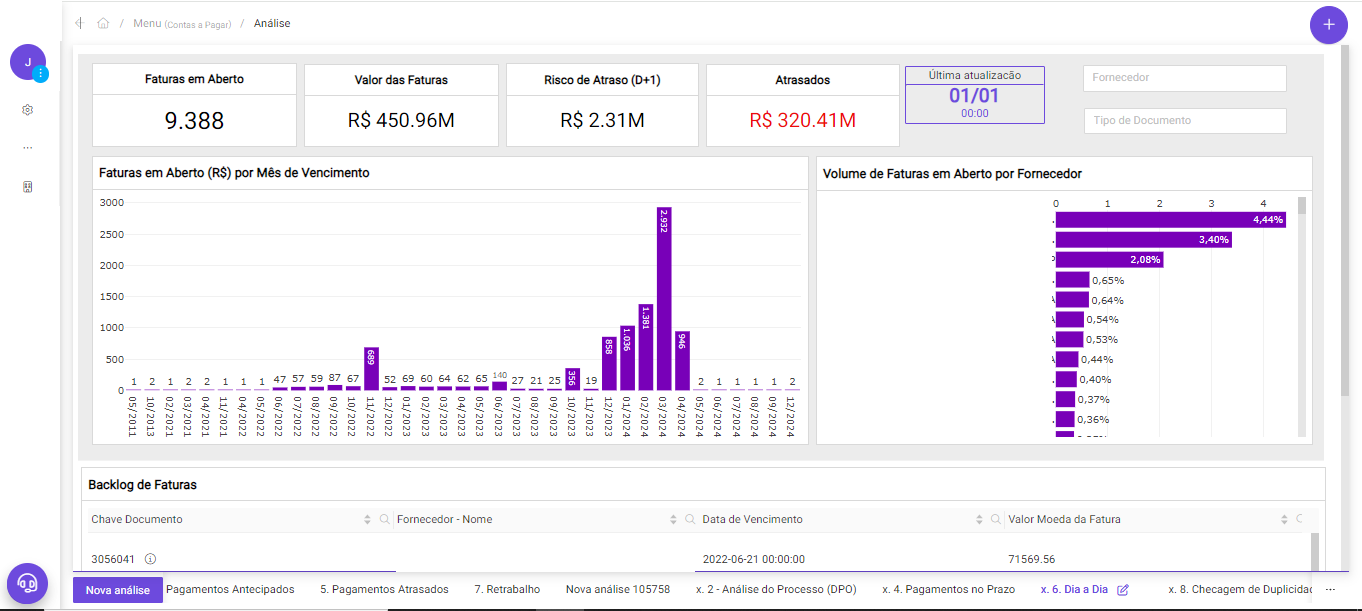 Menu (Contas a Pagar) / Análise
+
J
Faturas em Aberto
9.388
Valor das Faturas
R$ 450.96M
Risco de Atraso (D+1)
R$ 2.31M
Atrasados
R$ 320.41M
Última atualizacão
01/01
00:00
Fornecedor
Tipo de Documento
Faturas em Aberto (R$) por Mês de Vencimento
3000
2500
2000
1500
1000
500
0
1 2 1 2 2 1 1 1 47 57 59 87 67 689 52 69 60 64 62 65 140 27 21 25 356 19 858 1.036 1.381 2.932 946 2 1 1 1 1 2
05/2011 10/2013 02/2021 03/2021 04/2021 11/2021 04/2022 05/2022 06/2022 07/2022 08/2022 09/2022 10/2022 11/2022 12/2022 01/2023 02/2023 03/2023 04/2023 05/2023 06/2023 07/2023 08/2023 09/2023 10/2023 11/2023 12/2023 01/2024 02/2024 03/2024 04/2024 05/2024 06/2024 07/2024 08/2024 09/2024 12/2024
Volume de Faturas em Aberto por Fornecedor
0 1 2 3 4
4,44%
3,40%
2,08%
0,65%
0,64%
0,54%
0,53%
0,44%
0,40%
0,37%
0,36%
Backlog de Faturas
Chave Documento Fornecedor - Nome Data de Vencimento Valor Moeda da Fatura
3056041 2022-06-21 00:00:00 71569.56
Nova análise Pagamentos Antecipados 5. Pagamentos Atrasados 7. Retrabalho Nova análise 105758 x. 2 - Análise do Processo (DPO) x. 4. Pagamentos no Prazo x. 6. Dia a Dia x. 8. Checagem de Duplicidad ...